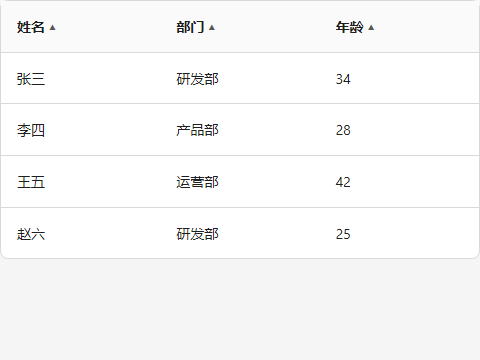 姓名 ▲ 部门 ▲ 年龄 ▲
张三 研发部 34
李四 产品部 28
王五 运营部 42
赵六 研发部 25